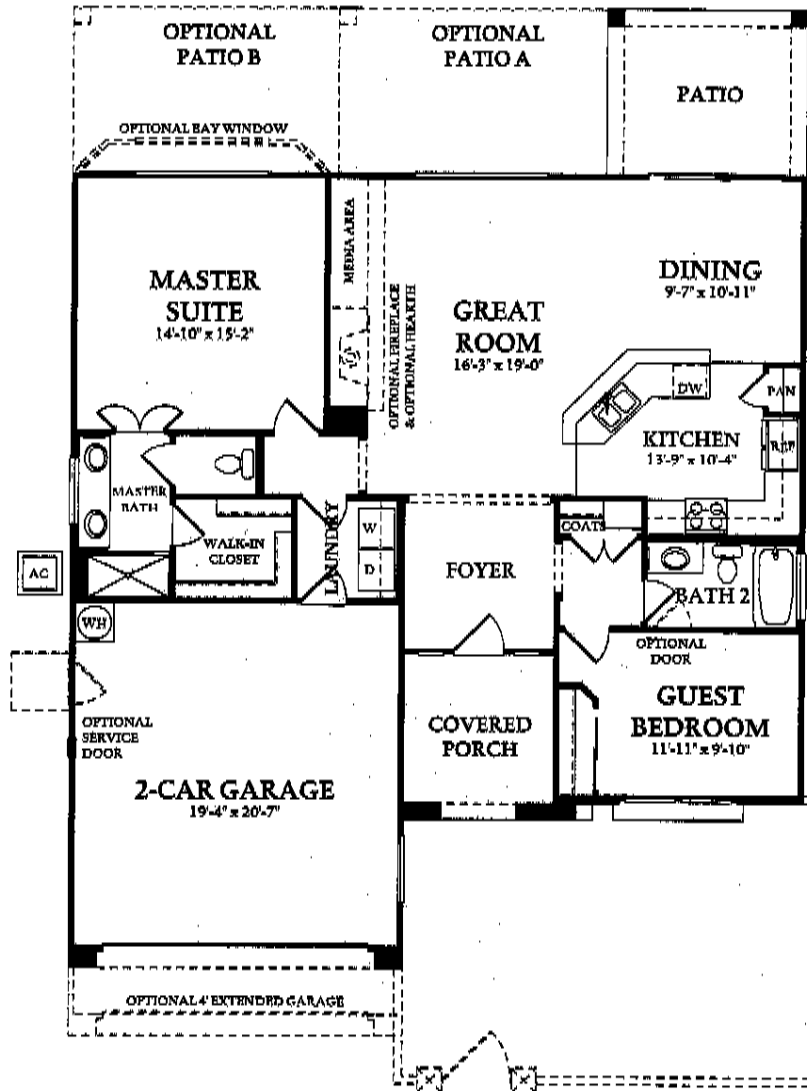 OPTIONAL
PATIO B
OPTIONAL
PATIO A
PATIO
OPTIONAL BAY WINDOW
MASTER
SUITE
14'-10" x 15'-2"
MEDIA AREA
OPTIONAL FIREPLACE
& OPTIONAL HEARTH
GREAT
ROOM
16'-3" x 19'-0"
DINING
9'-7" x 10'-11"
DW
PAN
KITCHEN
13'-9" x 10'-4"
REF
MASTER
BATH
WALK-IN
CLOSET
LAUNDRY
W
D
COATS
FOYER
BATH 2
AC
WH
OPTIONAL
DOOR
OPTIONAL
SERVICE
DOOR
COVERED
PORCH
GUEST
BEDROOM
11'-11" x 9'-10"
2-CAR GARAGE
19'-4" x 20'-7"
OPTIONAL 4' EXTENDED GARAGE